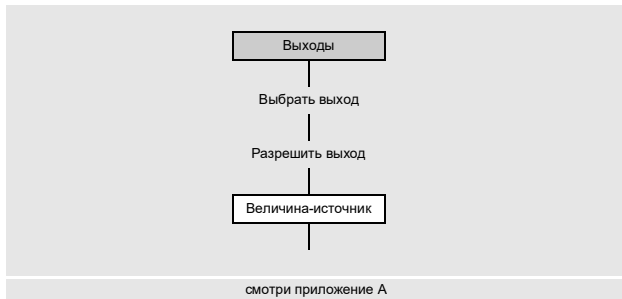 Выходы
Выбрать выход
Разрешить выход
Величина-источник
смотри приложение А